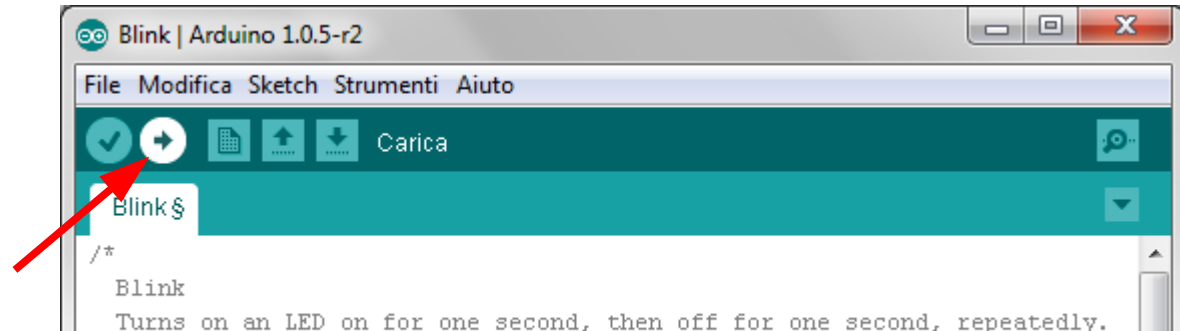 Blink | Arduino 1.0.5-r2
File Modifica Sketch Strumenti Aiuto
Carica
Blink §
/*
Blink
Turns on an LED on for one second, then off for one second, repeatedly.